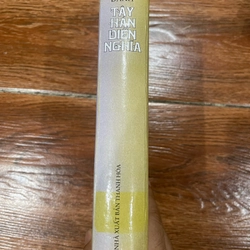 TÂY HÁN
DIỄN
NGHĨA
NHÀ XUẤT BẢN THANH HÓA